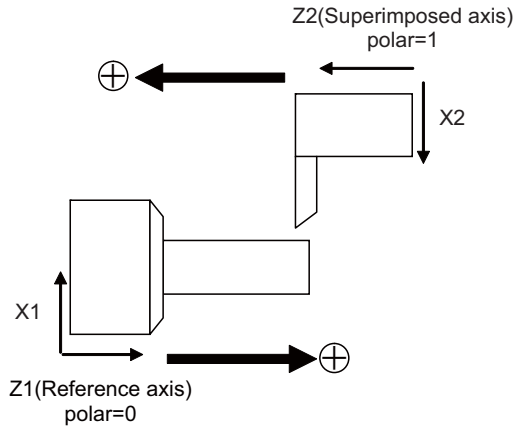 Z2(Superimposed axis)
polar=1
X2
X1
Z1(Reference axis)
polar=0